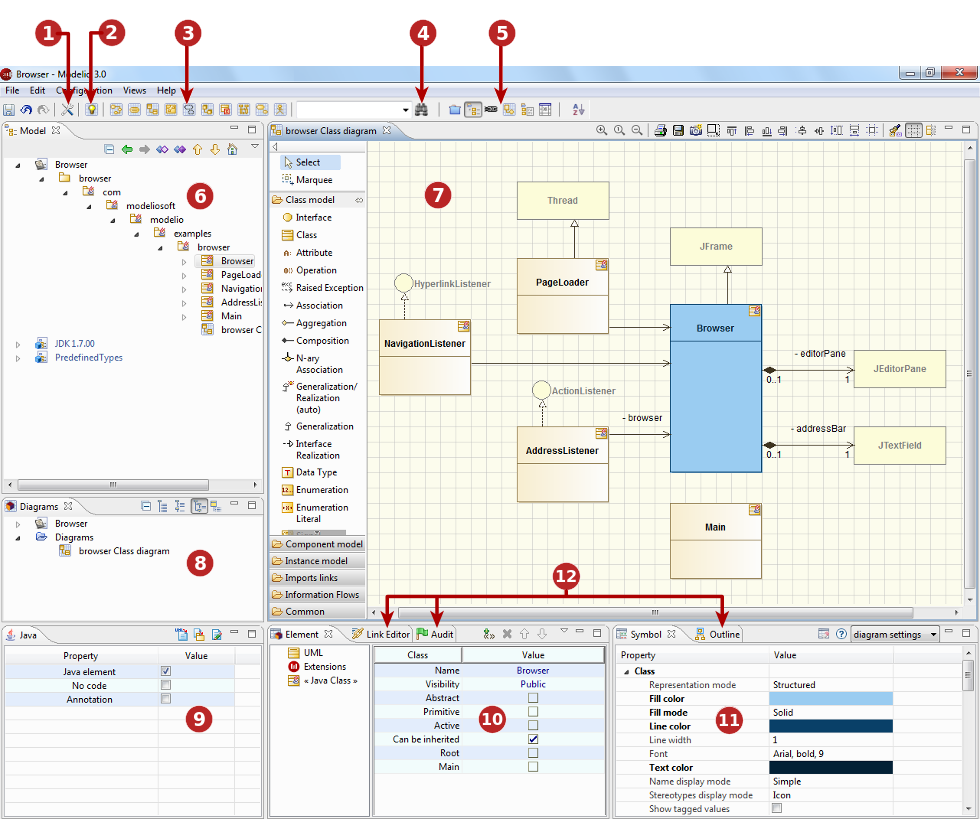 1 2 3 4 5
Browser - Modelio 3.0
File Edit Configuration Views Help
Model
Browser
browser
com
modeliosoft
modelio
examples
browser
Browser
PageLoad
Navigation
AddressLis
Main
browser C
JDK 1.7.00
PredefinedTypes
6
Diagrams
Browser
Diagrams
browser Class diagram
8
browser Class diagram
Select
Marquee
Class model
Interface
Class
Attribute
Operation
Raised Exception
Association
Aggregation
Composition
N-ary
Association
Generalization/
Realization
(auto)
Generalization
Interface
Realization
Data Type
Enumeration
Enumeration
Literal
Component model
Instance model
Imports links
Information Flows
Common
7
Thread
JFrame
PageLoader
HyperlinkListener
Browser
NavigationListener
- editorPane
0..1 1
JEditorPane
ActionListener
- browser
- addressBar
0..1 1
JTextField
AddressListener
Main
12
Java
Property Value
Java element
No code
Annotation
9
Element Link Editor Audit
UML
Extensions
« Java Class »
Class Value
Name Browser
Visibility Public
Abstract
Primitive
Active
Can be inherited
Root
Main
10
Symbol Outline diagram settings
Property Value
Class
Representation mode Structured
Fill color
Fill mode Solid
Line color
Line width 1
Font Arial, bold, 9
Text color
Name display mode Simple
Stereotypes display mode Icon
Show tagged values
11